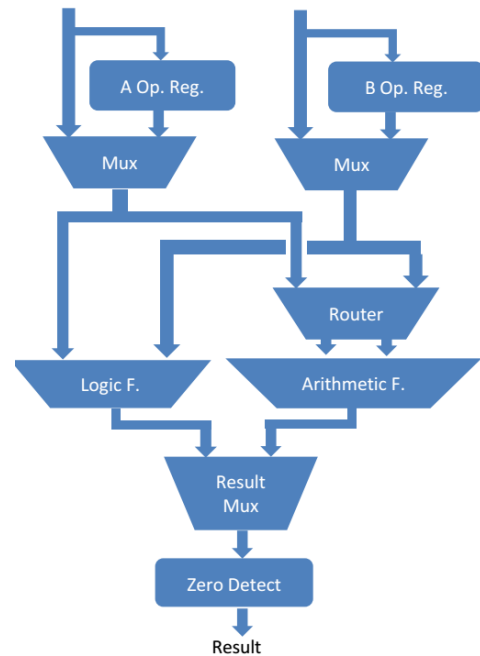 A Op. Reg.
B Op. Reg.
Mux
Mux
Router
Logic F.
Arithmetic F.
Result
Mux
Zero Detect
Result